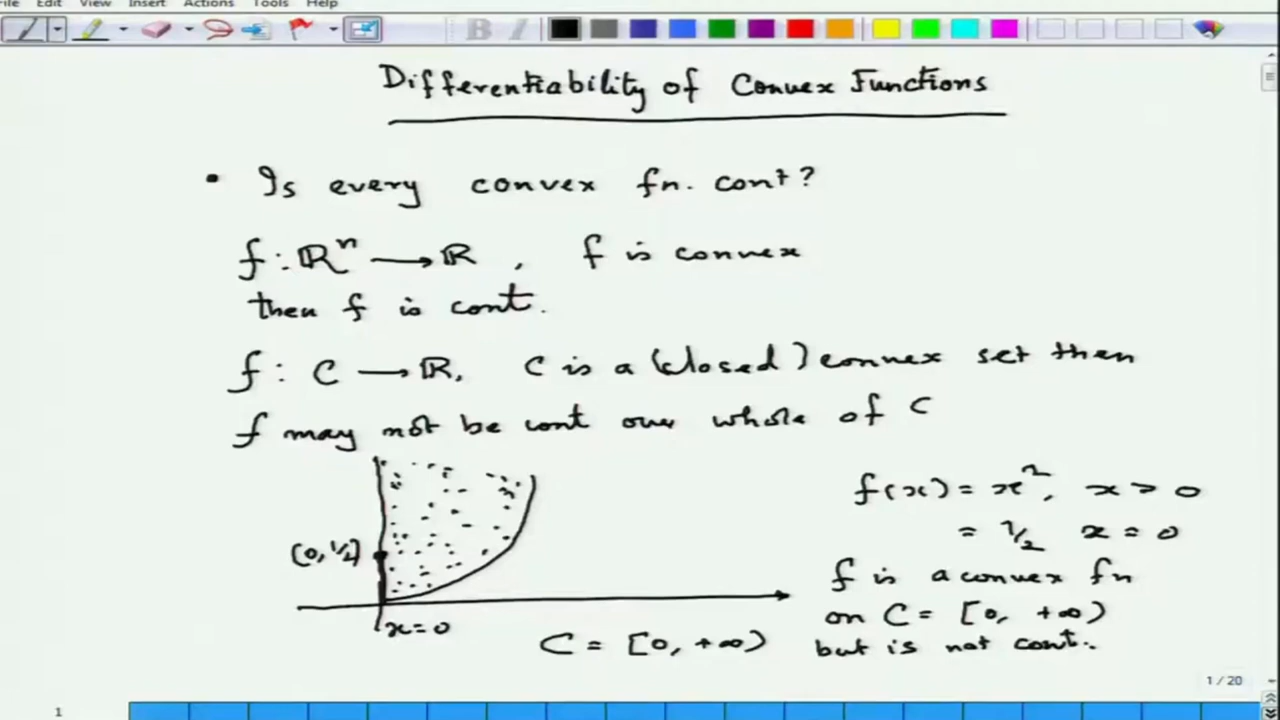 File Edit View Insert Actions Tools Help
Differentiability of Convex Functions
• Is every convex fn. cont?
f: ℝⁿ → ℝ , f is convex
then f is cont.
f: C → ℝ, C is a (closed) convex set then
f may not be cont over whole of C
f(x) = x², x > 0
= 1/2 x = 0
(0, 1/2)
f is a convex fn
on C = [0, +∞)
but is not cont.
x=0
C = [0, +∞)
1 / 20
1